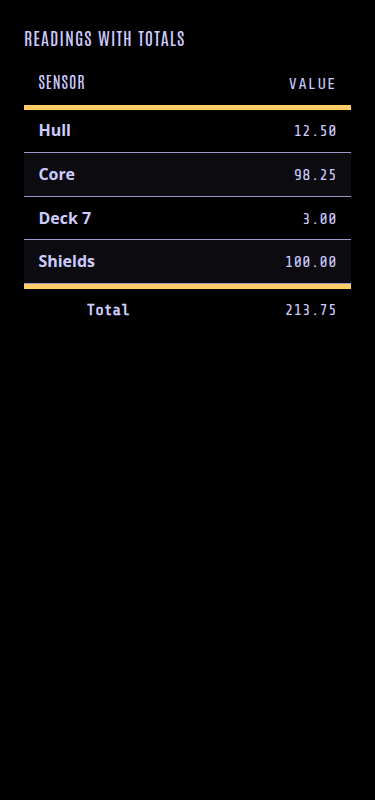 READINGS WITH TOTALS
SENSOR VALUE
Hull 12.50
Core 98.25
Deck 7 3.00
Shields 100.00
Total 213.75